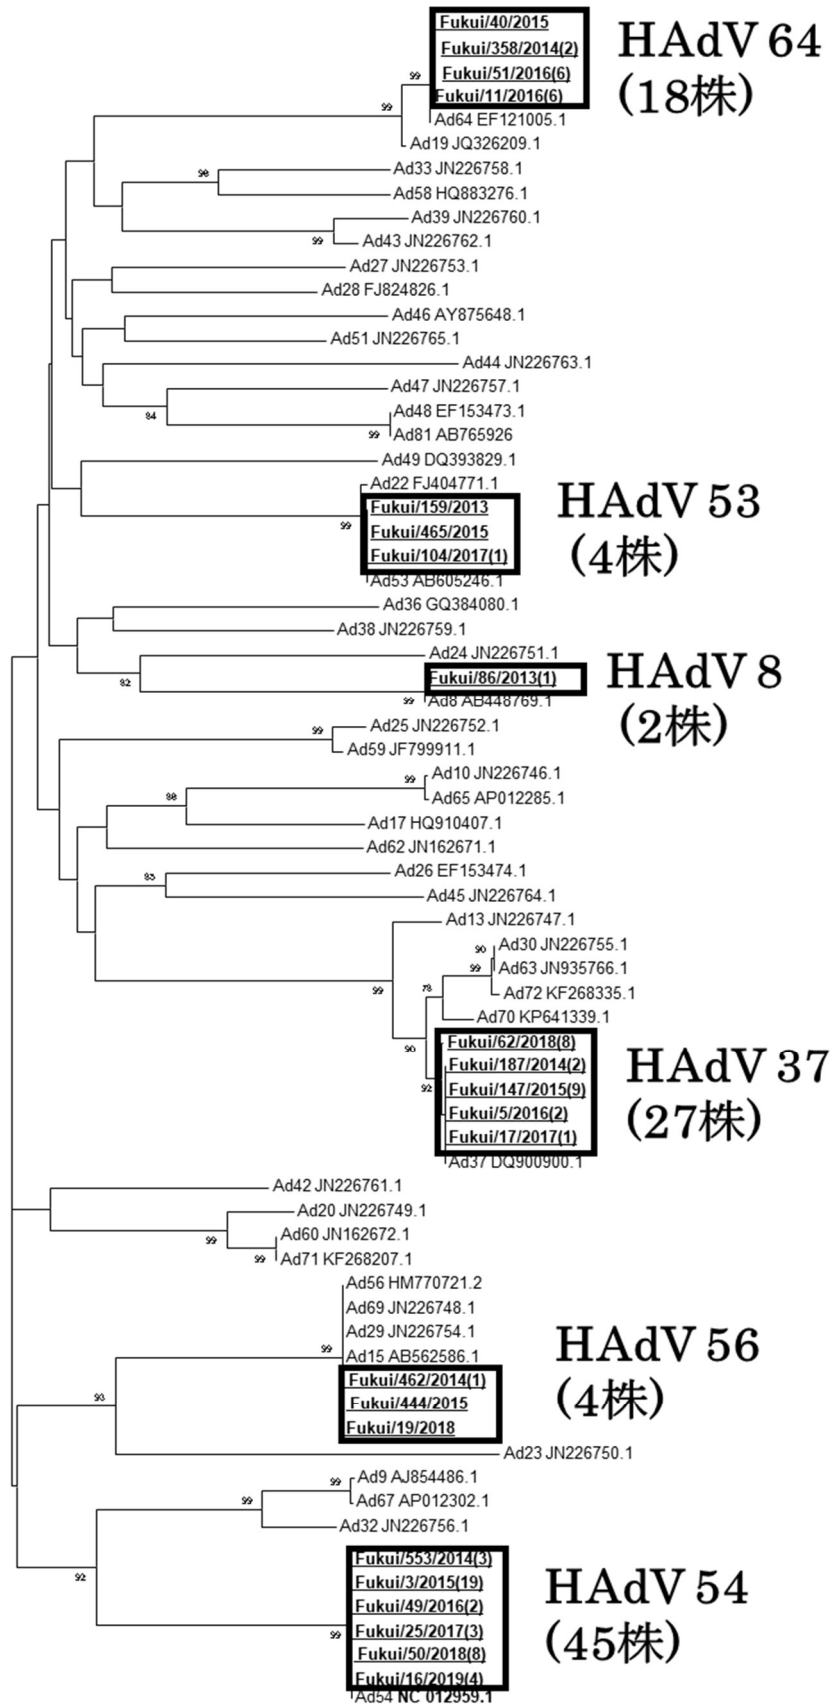 Fukui/40/2015
Fukui/358/2014(2)
Fukui/51/2016(6)
Fukui/11/2016(6)
HAdV 64
(18株)
99
99
Ad64 EF121005.1
Ad19 JQ326209.1
Ad33 JN226758.1
98
Ad58 HQ883276.1
Ad39 JN226760.1
99
Ad43 JN226762.1
Ad27 JN226753.1
Ad28 FJ824826.1
Ad46 AY875648.1
Ad51 JN226765.1
Ad44 JN226763.1
Ad47 JN226757.1
84
Ad48 EF153473.1
99
Ad81 AB765926
Ad49 DQ393829.1
Ad22 FJ404771.1
Fukui/159/2013
Fukui/465/2015
Fukui/104/2017(1)
99
HAdV 53
(4株)
Ad53 AB605246.1
Ad36 GQ384080.1
Ad38 JN226759.1
Ad24 JN226751.1
82
Fukui/86/2013(1)
HAdV 8
(2株)
99
Ad8 AB448769.1
Ad25 JN226752.1
99
Ad59 JF799911.1
Ad10 JN226746.1
99
Ad65 AP012285.1
88
Ad17 HQ910407.1
Ad62 JN162671.1
Ad26 EF153474.1
83
Ad45 JN226764.1
Ad13 JN226747.1
Ad30 JN226755.1
90
Ad63 JN935766.1
99
Ad72 KF268335.1
78
99
Ad70 KP641339.1
Fukui/62/2018(8)
90
Fukui/187/2014(2)
Fukui/147/2015(9)
92
Fukui/5/2016(2)
Fukui/17/2017(1)
HAdV 37
(27株)
Ad37 DQ900900.1
Ad42 JN226761.1
Ad20 JN226749.1
99
Ad60 JN162672.1
99
Ad71 KF268207.1
Ad56 HM770721.2
Ad69 JN226748.1
Ad29 JN226754.1
99
Ad15 AB562586.1
Fukui/462/2014(1)
Fukui/444/2015
Fukui/19/2018
HAdV 56
(4株)
93
Ad23 JN226750.1
Ad9 AJ854486.1
99
Ad67 AP012302.1
99
Ad32 JN226756.1
92
Fukui/553/2014(3)
Fukui/3/2015(19)
Fukui/49/2016(2)
Fukui/25/2017(3)
Fukui/50/2018(8)
Fukui/16/2019(4)
HAdV 54
(45株)
99
Ad54 NC 012959.1